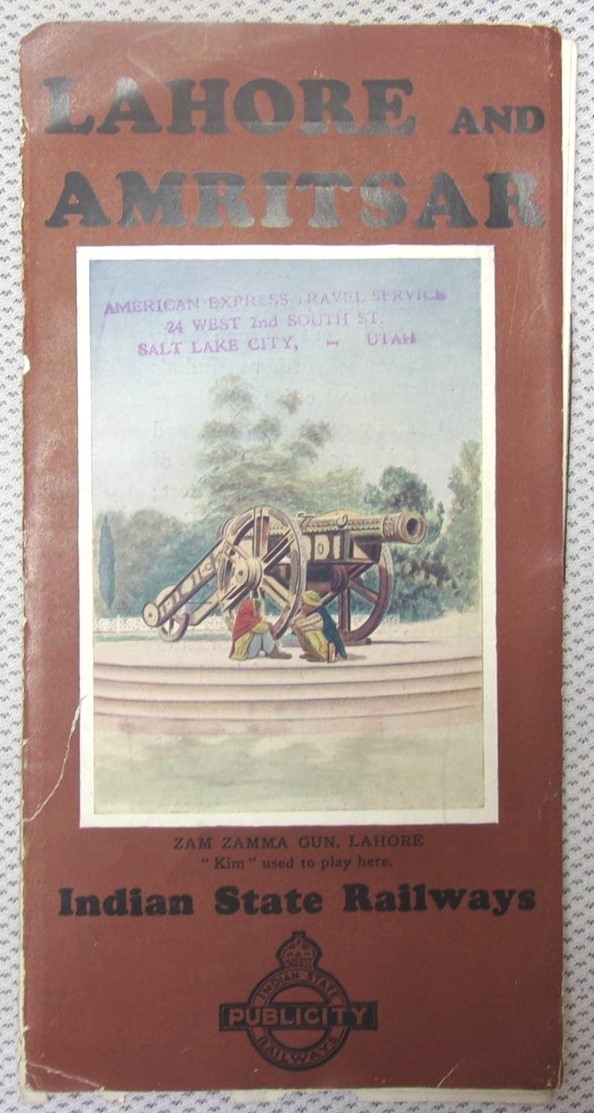 LAHORE AND
AMRITSAR
AMERICAN EXPRESS TRAVEL SERVICE
24 WEST 2nd SOUTH ST.
SALT LAKE CITY, - UTAH
ZAM ZAMMA GUN, LAHORE
"Kim" used to play here.
Indian State Railways
INDIAN STATE
PUBLICITY
RAILWAYS